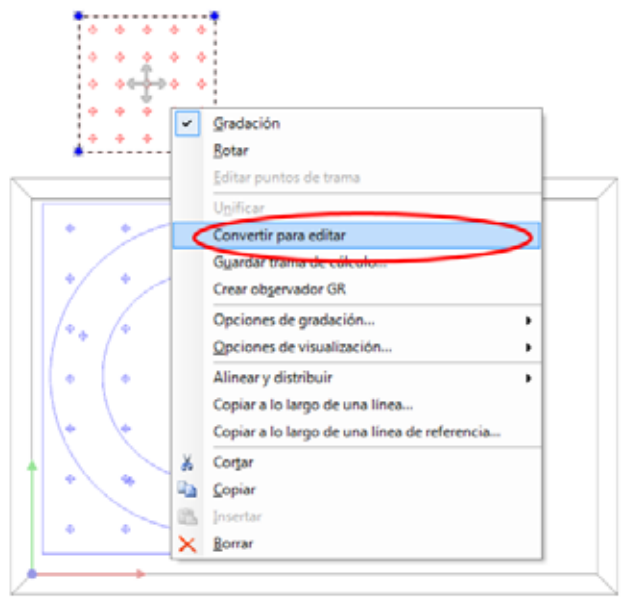 Gradación
Rotar
Editar puntos de trama
Unificar
Convertir para editar
Guardar trama de cálculo...
Crear observador GR
Opciones de gradación...
Opciones de visualización...
Alinear y distribuir
Copiar a lo largo de una línea...
Copiar a lo largo de una línea de referencia...
Cortar
Copiar
Insertar
Borrar